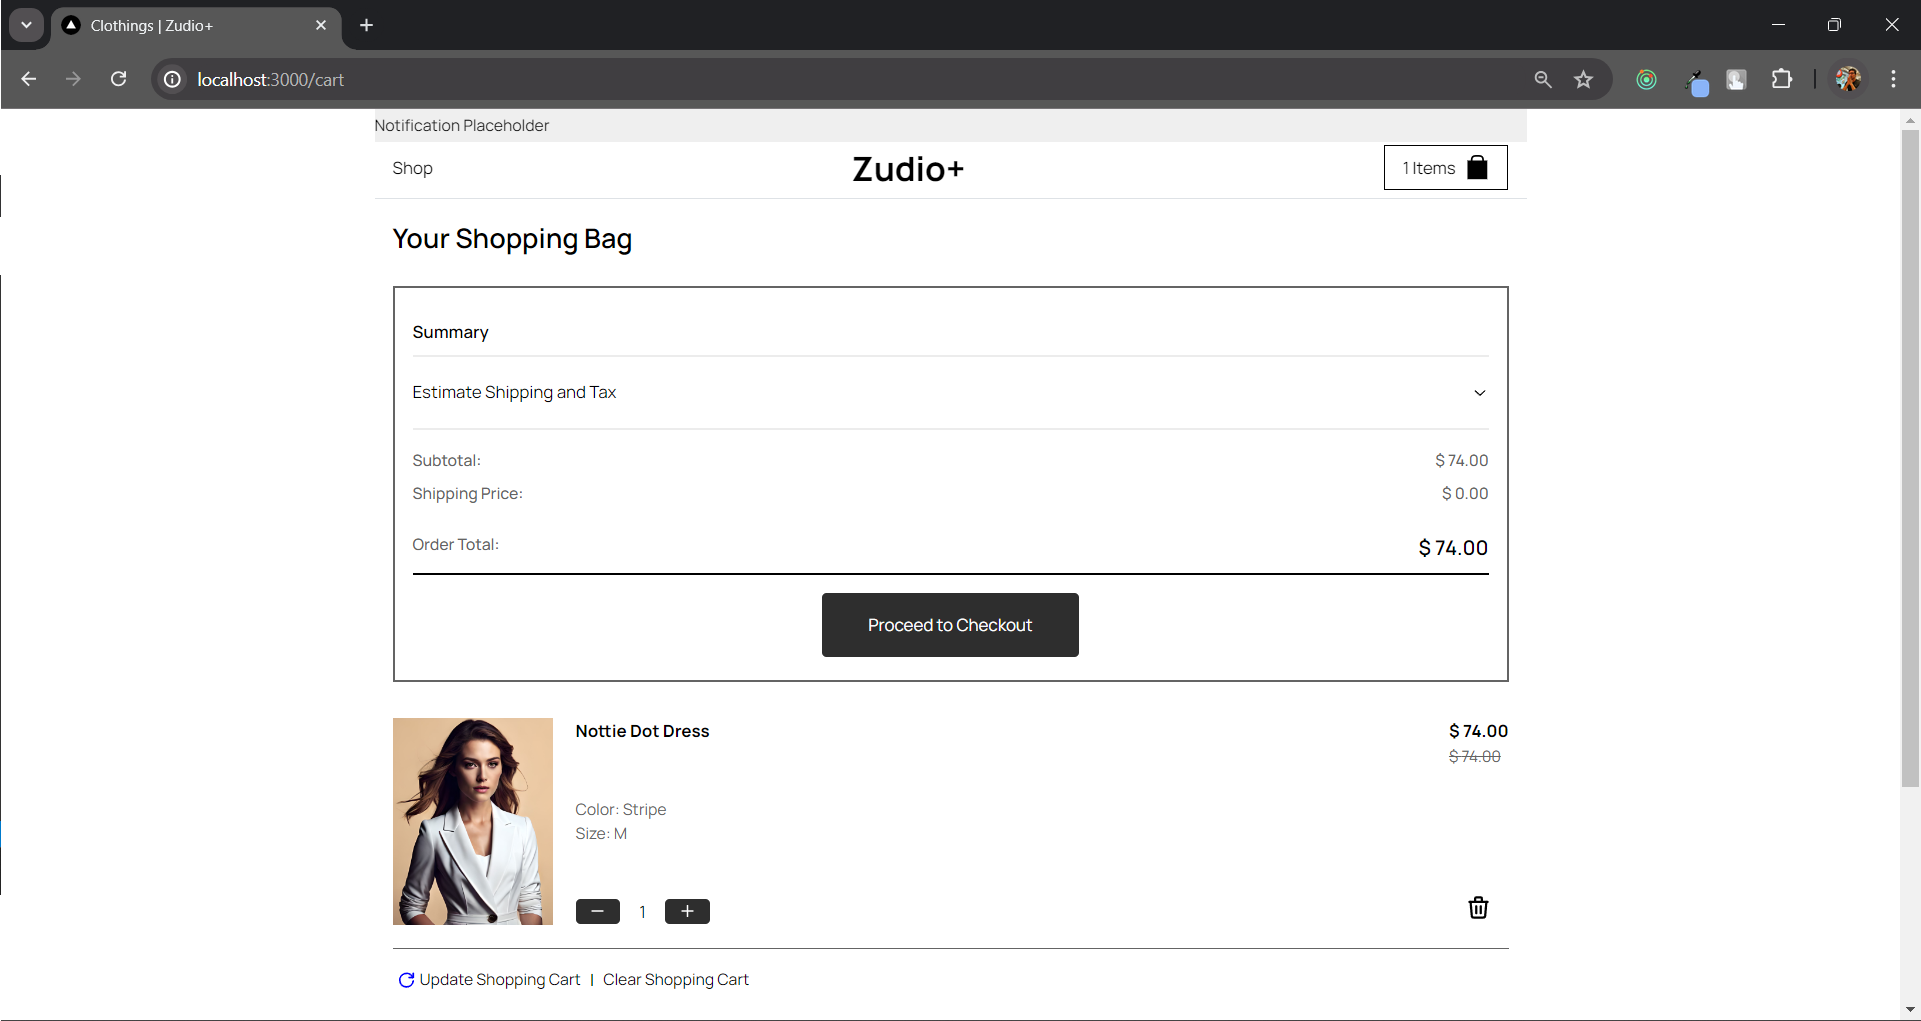 Clothings | Zudio+
localhost:3000/cart
Notification Placeholder
Shop
Zudio+
1 Items
Your Shopping Bag
Summary
Estimate Shipping and Tax
Subtotal:
$ 74.00
Shipping Price:
$ 0.00
Order Total:
$ 74.00
Proceed to Checkout
Nottie Dot Dress
$ 74.00
$ 74.00
Color: Stripe
Size: M
1
Update Shopping Cart | Clear Shopping Cart